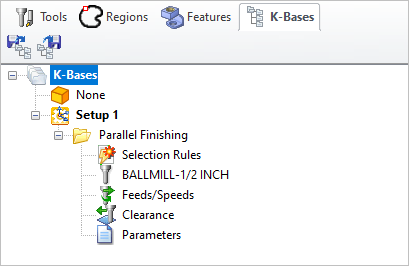 Tools Regions Features K-Bases
K-Bases
None
Setup 1
Parallel Finishing
Selection Rules
BALLMILL-1/2 INCH
Feeds/Speeds
Clearance
Parameters